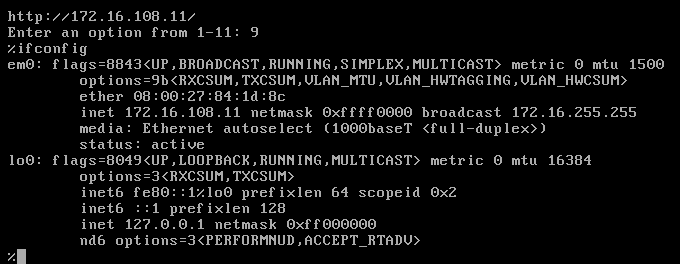 http://172.16.108.11/
Enter an option from 1-11: 9
%ifconfig
em0: flags=8843<UP,BROADCAST,RUNNING,SIMPLEX,MULTICAST> metric 0 mtu 1500
options=9b<RXCSUM,TXCSUM,VLAN_MTU,VLAN_HWTAGGING,VLAN_HWCSUM>
ether 08:00:27:84:1d:8c
inet 172.16.108.11 netmask 0xffff0000 broadcast 172.16.255.255
media: Ethernet autoselect (1000baseT <full-duplex>)
status: active
lo0: flags=8049<UP,LOOPBACK,RUNNING,MULTICAST> metric 0 mtu 16384
options=3<RXCSUM,TXCSUM>
inet6 fe80::1%lo0 prefixlen 64 scopeid 0x2
inet6 ::1 prefixlen 128
inet 127.0.0.1 netmask 0xff000000
nd6 options=3<PERFORMNUD,ACCEPT_RTADV>
%